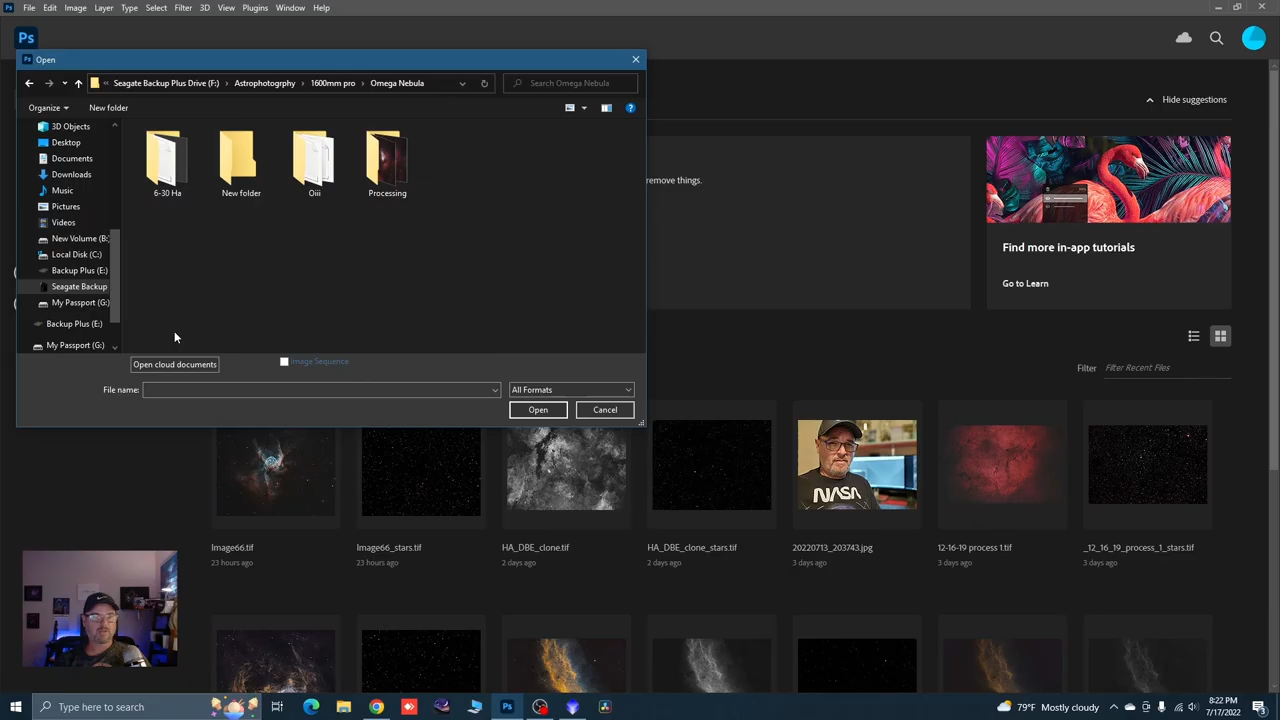 Ps
File Edit Image Layer Type Select Filter 3D View Plugins Window Help
Ps
Ps Open
« Seagate Backup Plus Drive (F:) › Astrophotogrphy › 1600mm pro › Omega Nebula
Search Omega Nebula
Organize New folder
Hide suggestions
3D Objects
Desktop
Documents
Downloads
Music
Pictures
Videos
New Volume (B:
Local Disk (C:)
Backup Plus (E:)
Seagate Backup
My Passport (G:)
Backup Plus (E:)
My Passport (G:)
6-30 Ha
New folder
Oiii
Processing
remove things.
Find more in-app tutorials
Go to Learn
Open cloud documents
Image Sequence
File name:
All Formats
Open
Cancel
Filter Filter Recent Files
NASA
Image66.tif
23 hours ago
Image66_stars.tif
23 hours ago
HA_DBE_clone.tif
2 days ago
HA_DBE_clone_stars.tif
2 days ago
20220713_203743.jpg
3 days ago
12-16-19 process 1.tif
3 days ago
_12_16_19_process_1_stars.tif
3 days ago
Type here to search
Ps
79°F Mostly cloudy
8:22 PM
7/17/2022
3